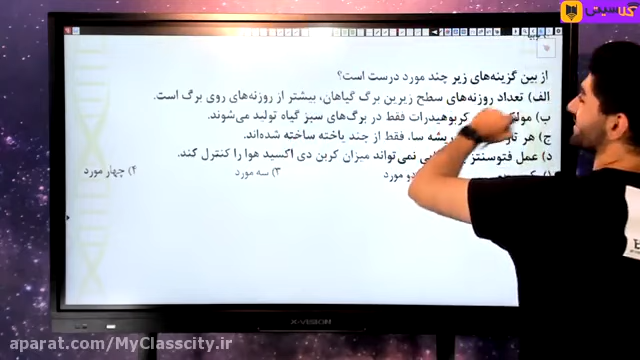 کلاسیس
از بین گزینه‌های زیر چند مورد درست است؟
الف) تعداد روزنه‌های سطح زیرین برگ گیاهان، بیشتر از روزنه‌های روی برگ است.
ب) کربوهیدرات فقط در برگ‌های سبز گیاه تولید می‌شوند.
ج) هر ریشه سا. فقط از چند یاخته ساخته شده‌اند.
د) عمل فتوسنتز نمی‌تواند میزان کربن دی اکسید هوا را کنترل کند.
دو مورد ۳) سه مورد ۴) چهار مورد
X-VISION
aparat.com/MyClasscity.ir